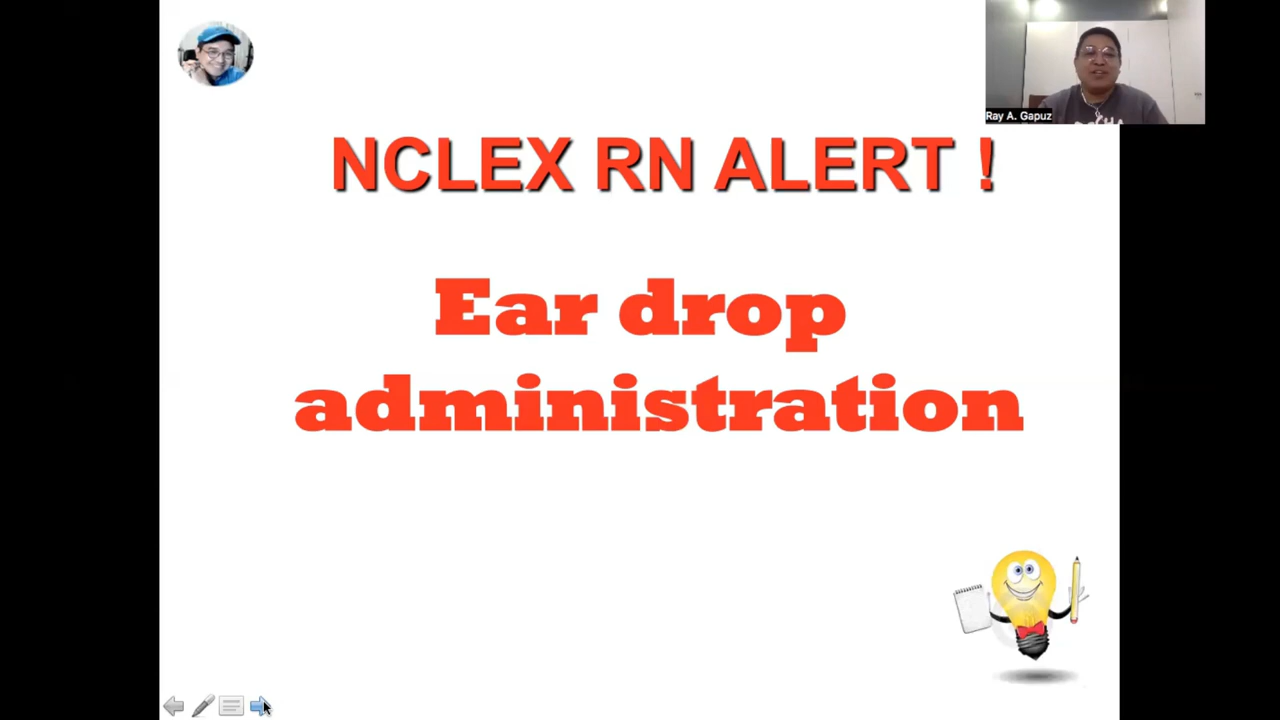 Ray A. Gapuz
NCLEX RN ALERT !
Ear drop
administration